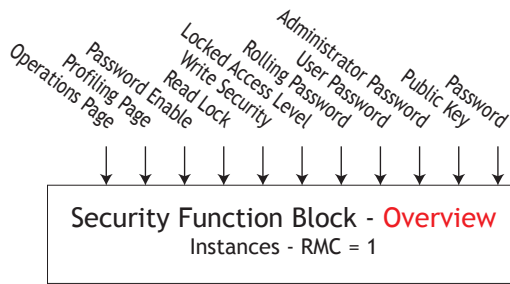 Operations Page
Profiling Page
Password Enable
Read Lock
Locked Access Level
Write Security
Rolling Password
User Password
Administrator Password
Public Key
Password
Security Function Block - Overview
Instances - RMC = 1